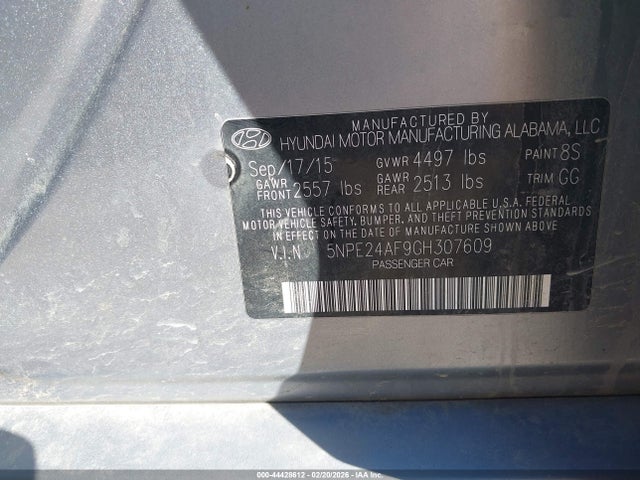 MANUFACTURED BY
HYUNDAI MOTOR MANUFACTURING ALABAMA, LLC
Sep/17/15 GVWR 4497 lbs PAINT 8S
GAWR FRONT 2557 lbs GAWR REAR 2513 lbs TRIM GG
THIS VEHICLE CONFORMS TO ALL APPLICABLE U.S.A. FEDERAL
MOTOR VEHICLE SAFETY, BUMPER, AND THEFT PREVENTION STANDARDS
IN EFFECT ON THE DATE OF MANUFACTURE SHOWN ABOVE
V.I.N 5NPE24AF9GH307609
PASSENGER CAR
000-44428612 - 02/20/2026 - IAA Inc.